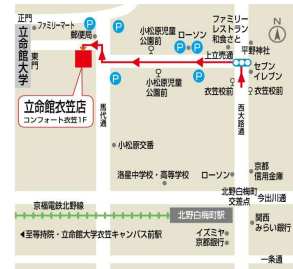 正門
ファミリーマート
P
郵便局
立命館大学
東門
立命館衣笠店
コンフォート衣笠1F
P
馬代通
小松原児童
公園前
ローソン
P
P
P
小松原児童
公園前
上立売通
衣笠校前
ファミリー
レストラン
和食さと
平野神社
N
セブン
イレブン
衣笠校前
西大路通
小松原交番
洛星中学校・高等学校
ローソン
京都
信用金庫
北野白梅町
交差点
今出川通
京福電鉄北野線
北野白梅町駅
至等持院・立命館大学衣笠キャンパス前駅
イズミヤ
京都銀行
関西
みらい銀行
一条通